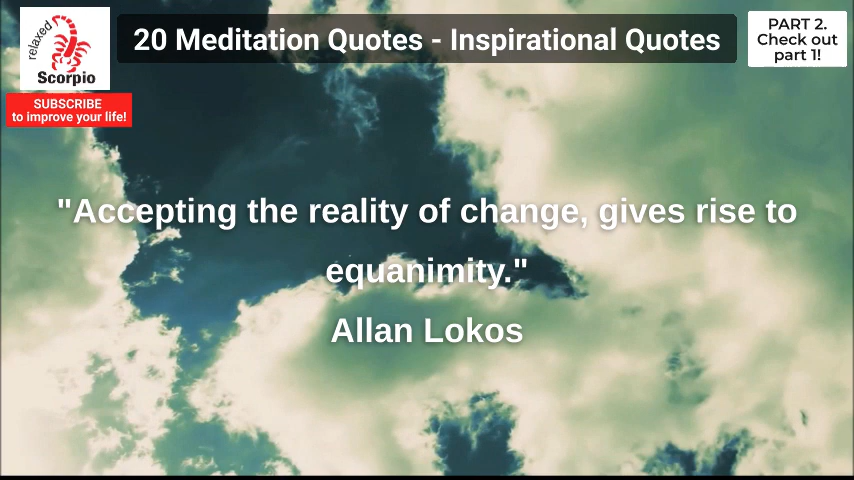 relaxed
Scorpio
SUBSCRIBE
to improve your life!
20 Meditation Quotes - Inspirational Quotes
PART 2.
Check out
part 1!
"Accepting the reality of change, gives rise to
equanimity."
Allan Lokos